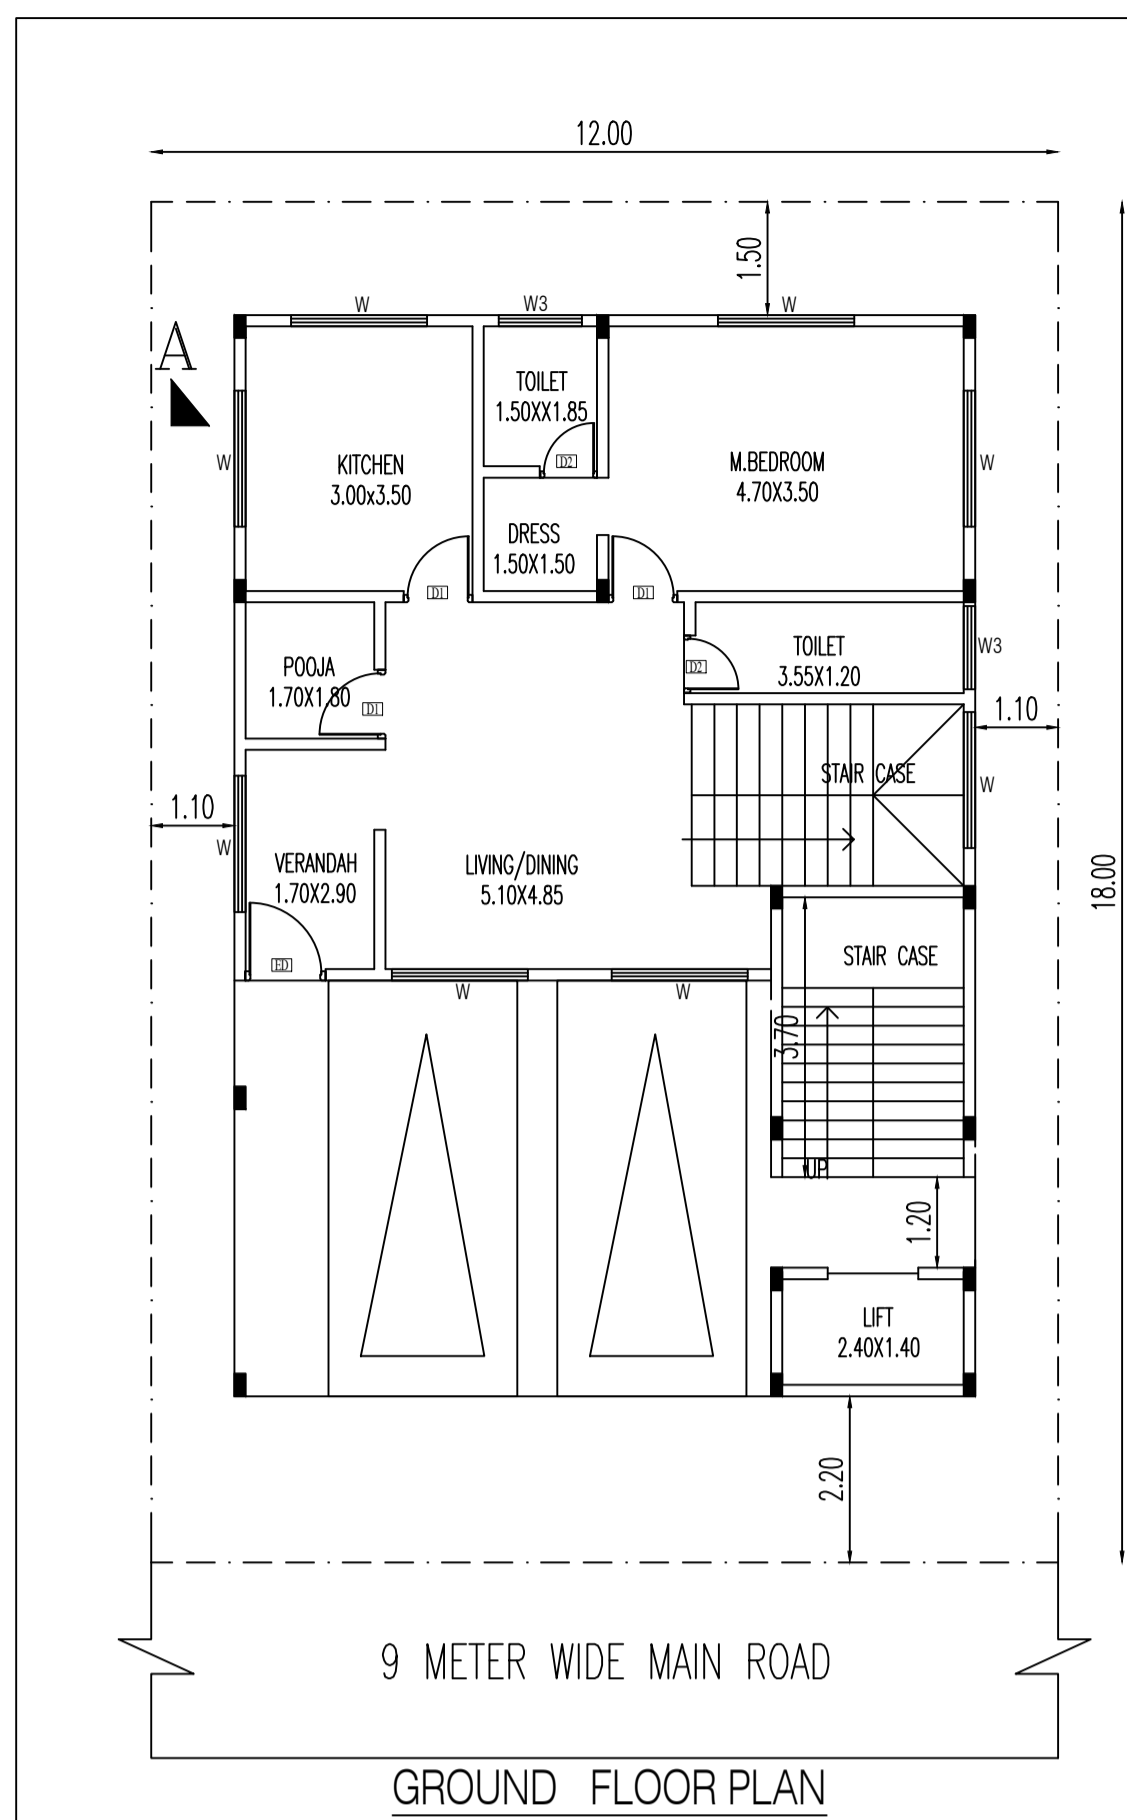 12.00
1.50
W
W3
W
A
TOILET
1.50XX1.85
D2
KITCHEN
3.00x3.50
M.BEDROOM
4.70X3.50
W
W
DRESS
1.50X1.50
D1
D1
POOJA
1.70X1.80
D1
TOILET
3.55X1.20
D2
W3
1.10
STAIR CASE
W
1.10
W
VERANDAH
1.70X2.90
LIVING/DINING
5.10X4.85
18.00
ED
STAIR CASE
W
W
3.70
UP
1.20
LIFT
2.40X1.40
2.20
9 METER WIDE MAIN ROAD
GROUND FLOOR PLAN